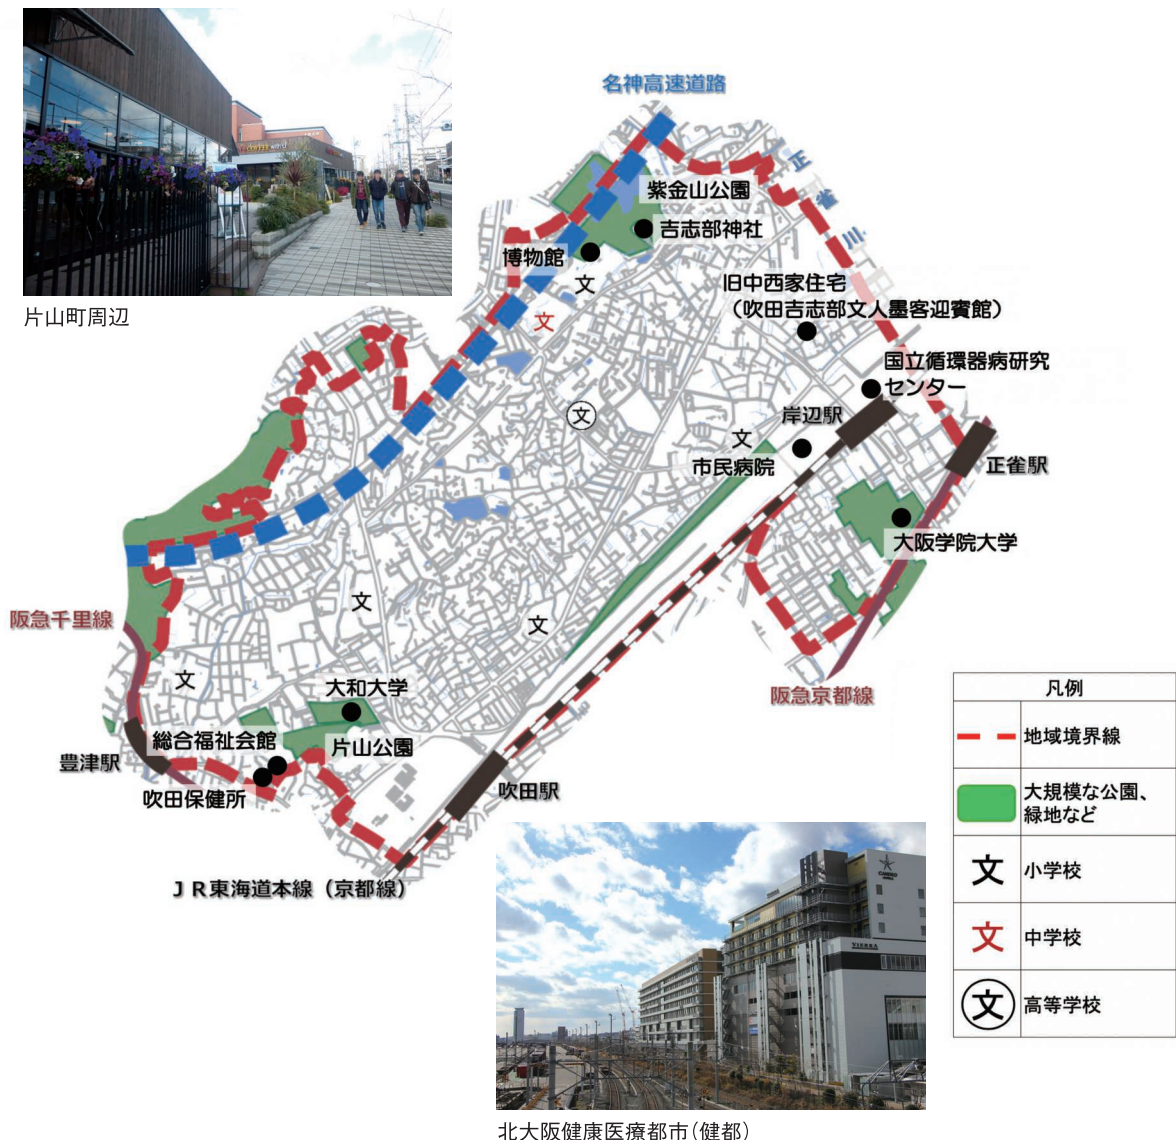 片山町周辺
名神高速道路
正雀川
紫金山公園
吉志部神社
博物館
文
文
旧中西家住宅
（吹田吉志部文人墨客迎賓館）
国立循環器病研究
センター
文
岸辺駅
文
市民病院
正雀駅
大阪学院大学
文
文
阪急千里線
文
大和大学
阪急京都線
総合福祉会館
片山公園
豊津駅
吹田保健所
吹田駅
ＪＲ東海道本線（京都線）
凡例
地域境界線
大規模な公園、
緑地など
文 小学校
文 中学校
文 高等学校
VIERRA
北大阪健康医療都市（健都）